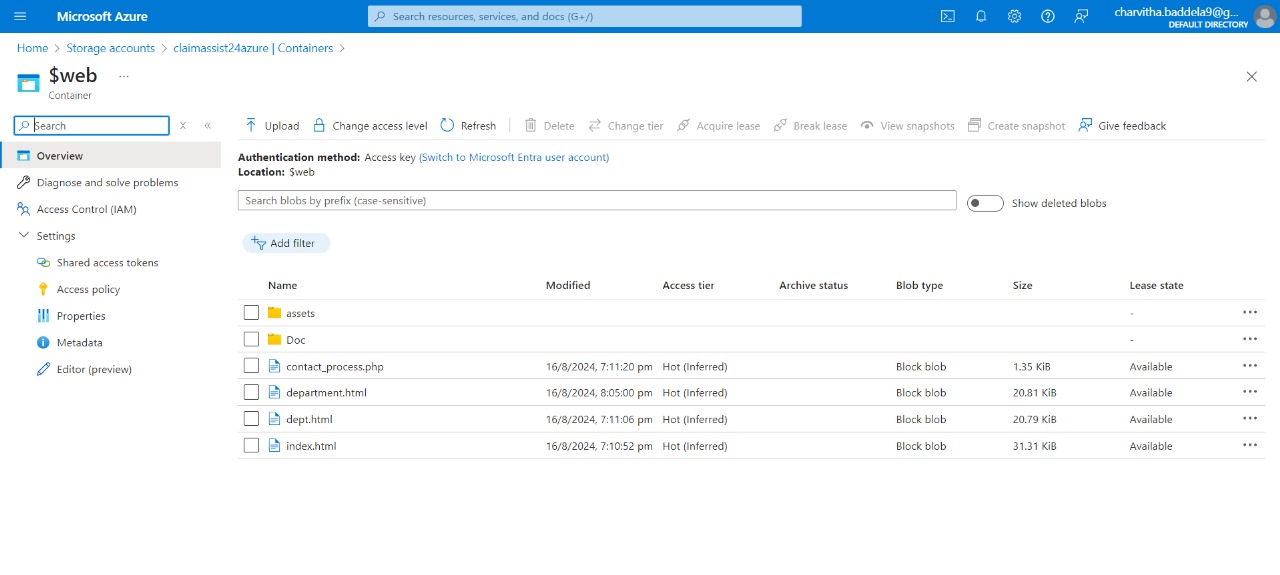 Microsoft Azure
Search resources, services, and docs (G+/)
charvitha.baddela9@g...
DEFAULT DIRECTORY
Home > Storage accounts > claimassist24azure | Containers >
$web ...
Container
Search
Upload Change access level Refresh Delete Change tier Acquire lease Break lease View snapshots Create snapshot Give feedback
Overview
Diagnose and solve problems
Access Control (IAM)
Settings
Shared access tokens
Access policy
Properties
Metadata
Editor (preview)
Authentication method: Access key (Switch to Microsoft Entra user account)
Location: $web
Search blobs by prefix (case-sensitive)
Show deleted blobs
Add filter
Name Modified Access tier Archive status Blob type Size Lease state
assets - ...
Doc - ...
contact_process.php 16/8/2024, 7:11:20 pm Hot (Inferred) Block blob 1.35 KiB Available ...
department.html 16/8/2024, 8:05:00 pm Hot (Inferred) Block blob 20.81 KiB Available ...
dept.html 16/8/2024, 7:11:06 pm Hot (Inferred) Block blob 20.79 KiB Available ...
index.html 16/8/2024, 7:10:52 pm Hot (Inferred) Block blob 31.31 KiB Available ...